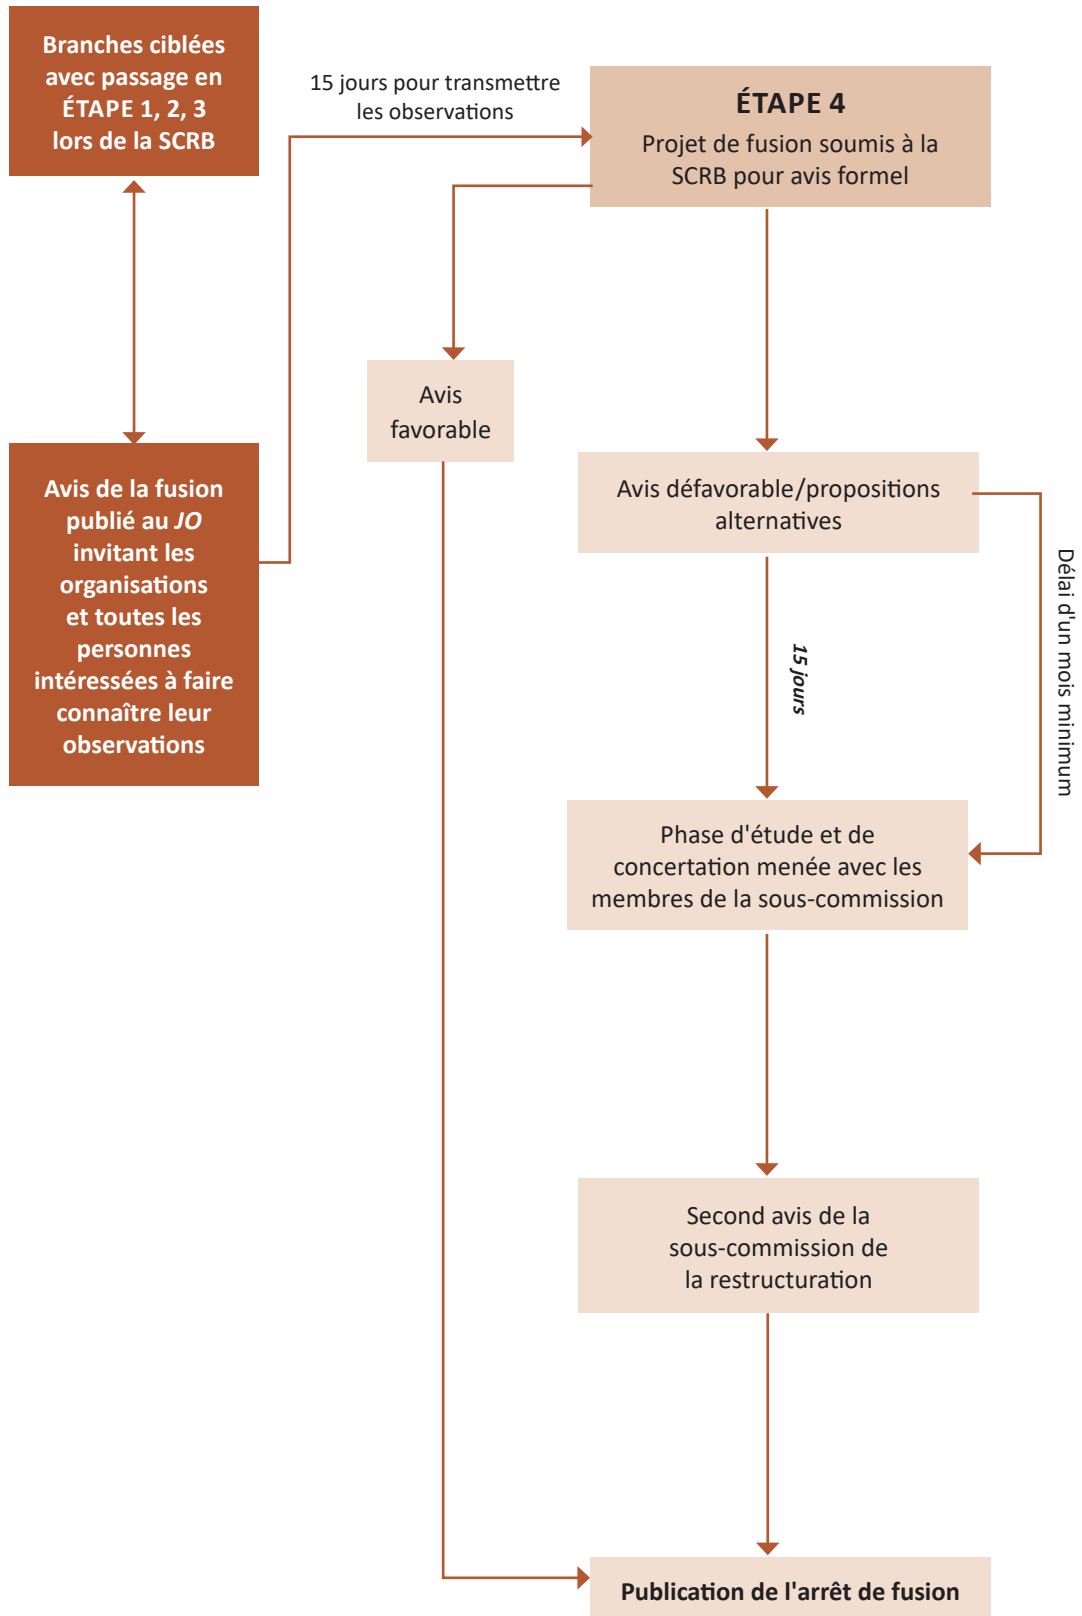 Branches ciblées
avec passage en
ÉTAPE 1, 2, 3
lors de la SCRB
15 jours pour transmettre
les observations
ÉTAPE 4
Projet de fusion soumis à la
SCRB pour avis formel
Avis
favorable
Avis de la fusion
publié au JO
invitant les
organisations
et toutes les
personnes
intéressées à faire
connaître leur
observations
Avis défavorable/propositions
alternatives
15 jours
Délai d'un mois minimum
Phase d'étude et de
concertation menée avec les
membres de la sous-commission
Second avis de la
sous-commission de
la restructuration
Publication de l'arrêt de fusion